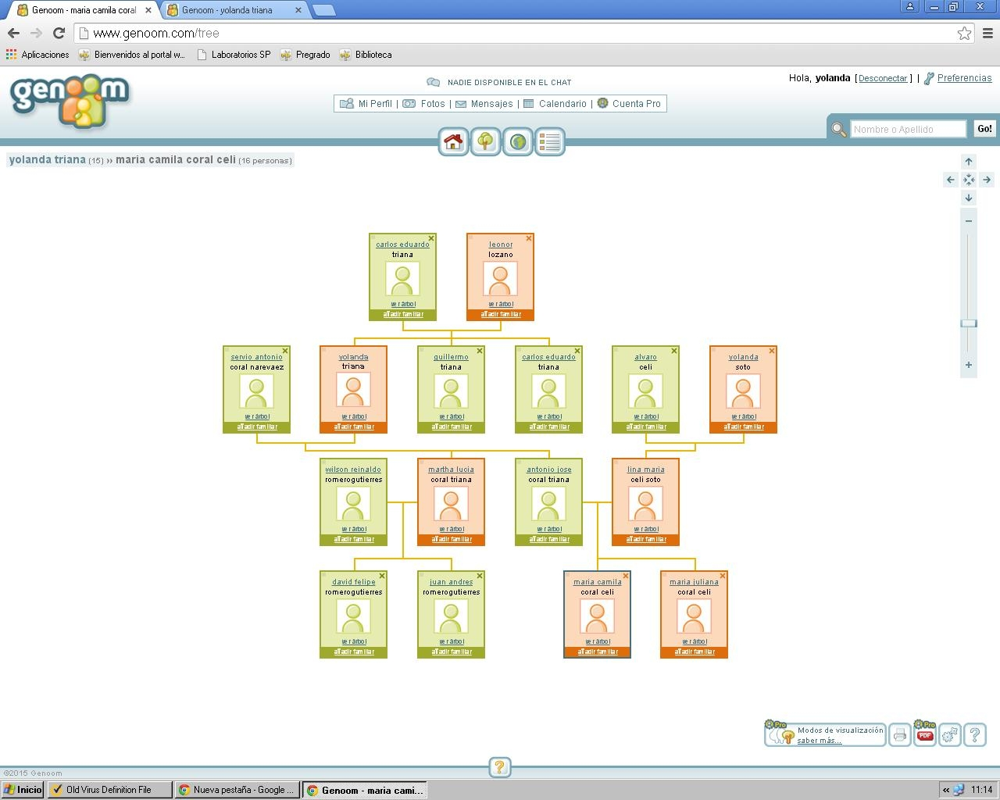 Genoom - maria camila coral
Genoom - yolanda triana
www.genoom.com/tree
Aplicaciones
Bienvenidos al portal w...
Laboratorios SP
Pregrado
Biblioteca
genoom
NADIE DISPONIBLE EN EL CHAT
Hola, yolanda [Desconectar] | Preferencias
Mi Perfil | Fotos | Mensajes | Calendario | Cuenta Pro
Nombre o Apellido
Go!
yolanda triana (15) ›› maria camila coral celi (16 personas)
carlos eduardo
triana
ver árbol
añadir familiar
leonor
lozano
ver árbol
añadir familiar
servio antonio
coral narevaez
ver árbol
añadir familiar
yolanda
triana
ver árbol
añadir familiar
guillermo
triana
ver árbol
añadir familiar
carlos eduardo
triana
ver árbol
añadir familiar
alvaro
celi
ver árbol
añadir familiar
yolanda
soto
ver árbol
añadir familiar
wilson reinaldo
romerogutierres
ver árbol
añadir familiar
martha lucia
coral triana
ver árbol
añadir familiar
antonio jose
coral triana
ver árbol
añadir familiar
lina maria
celi soto
ver árbol
añadir familiar
david felipe
romerogutierres
ver árbol
añadir familiar
juan andres
romerogutierres
ver árbol
añadir familiar
maria camila
coral celi
ver árbol
añadir familiar
maria juliana
coral celi
ver árbol
añadir familiar
Pro
Modos de visualización
saber más...
Pro
PDF
?
?
©2015 Genoom
Inicio
Old Virus Definition File
Nueva pestaña - Google ...
Genoom - maria cami...
«
11:14